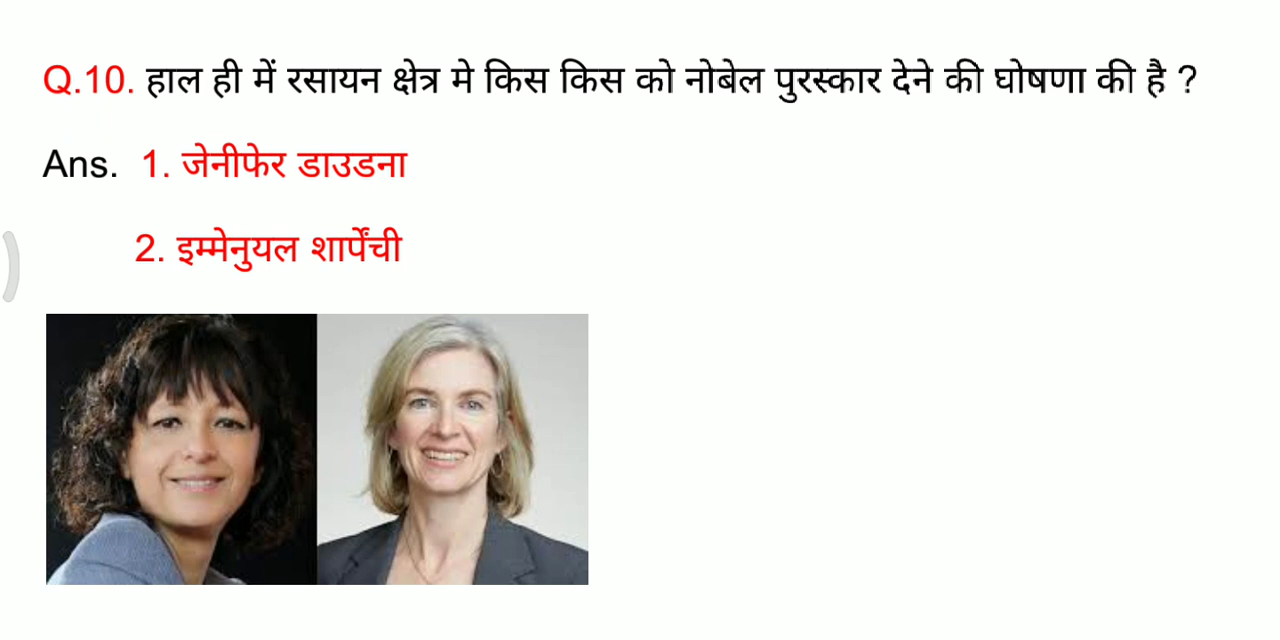 Q.10. हाल ही में रसायन क्षेत्र मे किस किस को नोबेल पुरस्कार देने की घोषणा की है ?
Ans. 1. जेनीफेर डाउडना
2. इम्मेनुयल शार्पेंची